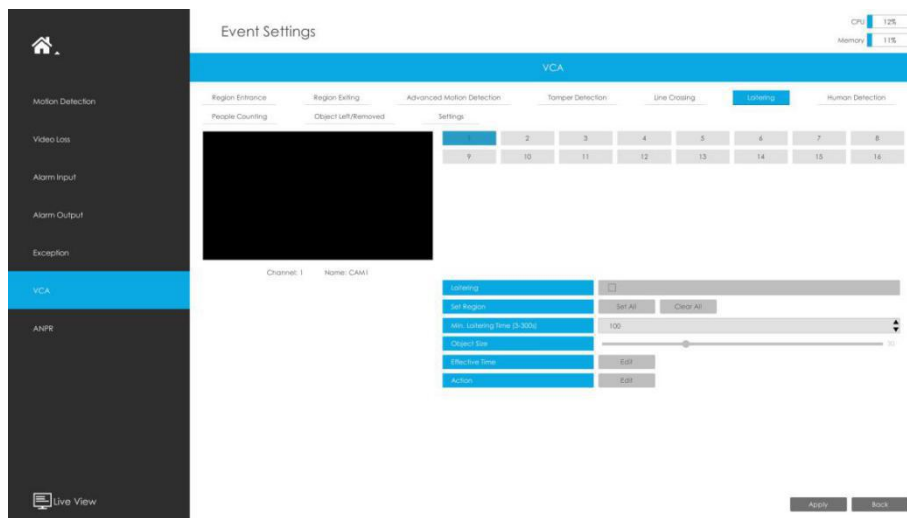 Event Settings
CPU 12%
Memory 11%
VCA
Motion Detection
Video Loss
Alarm Input
Alarm Output
Exception
VCA
ANPR
Live View
Region Entrance Region Exiting Advanced Motion Detection Tamper Detection Line Crossing Loitering Human Detection
People Counting Object Left/Removed Settings
1 2 3 4 5 6 7 8
9 10 11 12 13 14 15 16
Channel: 1 Name: CAM1
Loitering
Set Region Set All Clear All
Min. Loitering Time (3-300s) 100
Object Size
Effective Time Edit
Action Edit
Apply Back